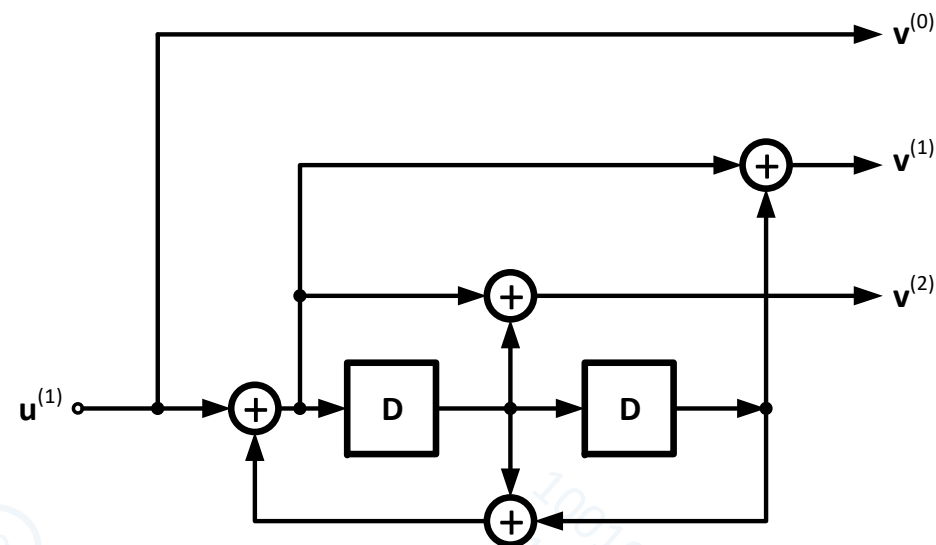 v(0)
+ v(1)
+ v(2)
u(1) + D D
+